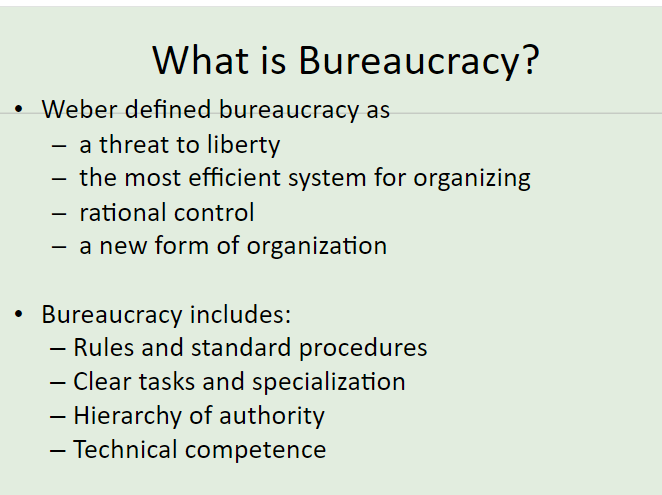 What is Bureaucracy?
• Weber defined bureaucracy as
– a threat to liberty
– the most efficient system for organizing
– rational control
– a new form of organization
• Bureaucracy includes:
– Rules and standard procedures
– Clear tasks and specialization
– Hierarchy of authority
– Technical competence